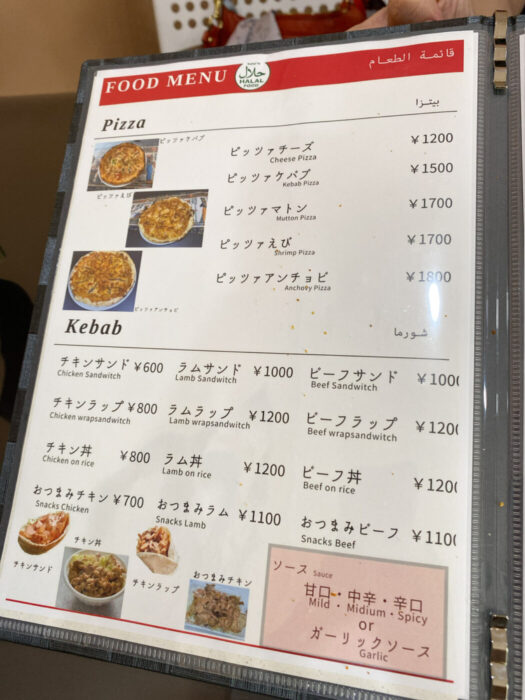 FOOD MENU
حلال
HALAL
FOOD
قائمة الطعام
Pizza
بيتزا
ピッツァケバブ
ピッツァチーズ ¥1200
Cheese Pizza
ピッツァケバブ ¥1500
Kebab Pizza
ピッツァえび
ピッツァマトン ¥1700
Mutton Pizza
ピッツァえび ¥1700
Shrimp Pizza
ピッツァアンチョビ ¥1800
Anchoby Pizza
ピッツァアンチョビ
Kebab
شورما
チキンサンド ¥600 ラムサンド ¥1000 ビーフサンド ¥1000
Chicken Sandwitch Lamb Sandwitch Beef Sandwitch
チキンラップ ¥800 ラムラップ ¥1200 ビーフラップ ¥1200
Chicken wrapsandwitch Lamb wrapsandwitch Beef wrapsandwitch
チキン丼 ¥800 ラム丼 ¥1200 ビーフ丼 ¥1200
Chicken on rice Lamb on rice Beef on rice
おつまみチキン ¥700 おつまみラム ¥1100 おつまみビーフ ¥1100
Snacks Chicken Snacks Lamb Snacks Beef
チキンサンド
チキン丼
チキンラップ
おつまみチキン
ソース Sauce
甘口・中辛・辛口
Mild ・Midium・Spicy
or
ガーリックソース
Garlic